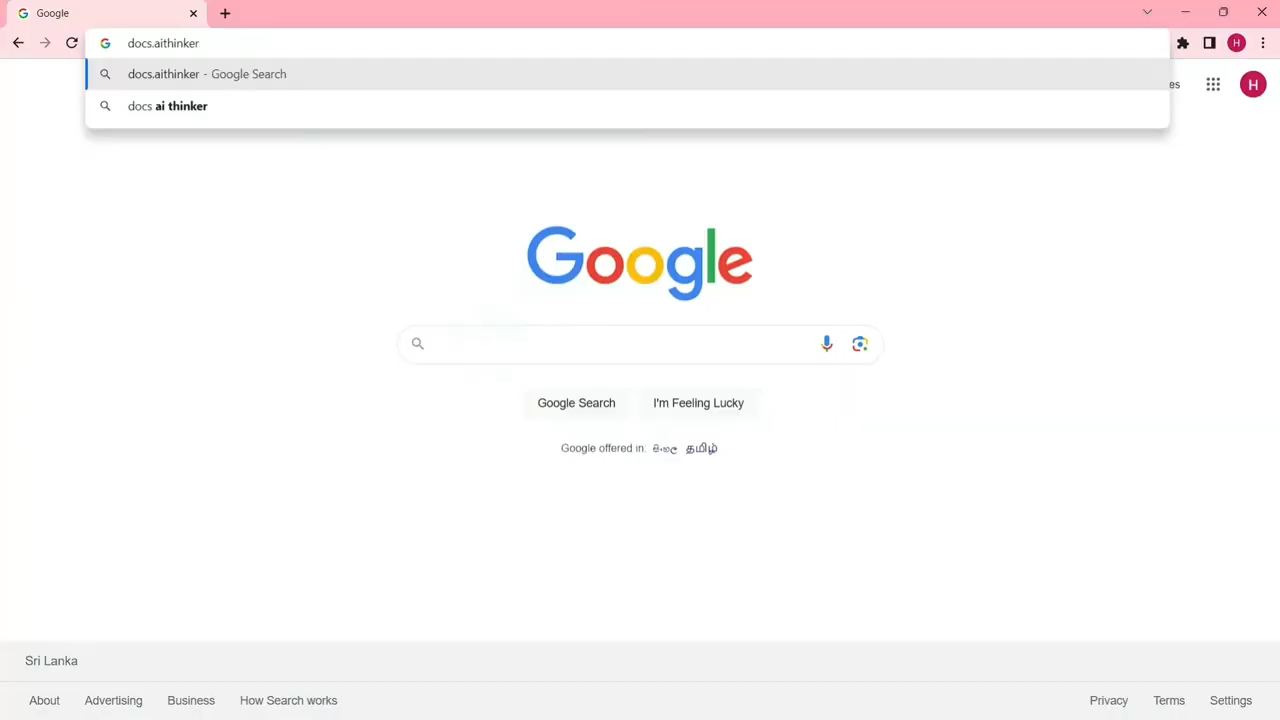 Google
docs.aithinker
H
docs.aithinker - Google Search
docs ai thinker
es
H
Google
Google Search
I'm Feeling Lucky
Google offered in: සිංහල தமிழ்
Sri Lanka
About Advertising Business How Search works
Privacy Terms Settings